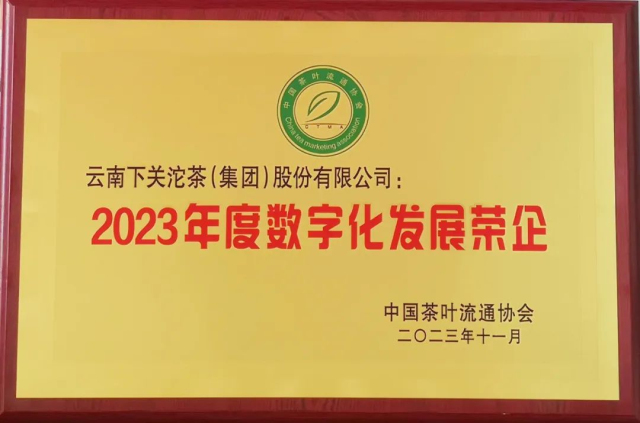 中国茶叶流通协会
CTMA
China tea marketing association
云南下关沱茶(集团)股份有限公司:
2023年度数字化发展荣企
中国茶叶流通协会
二〇二三年十一月